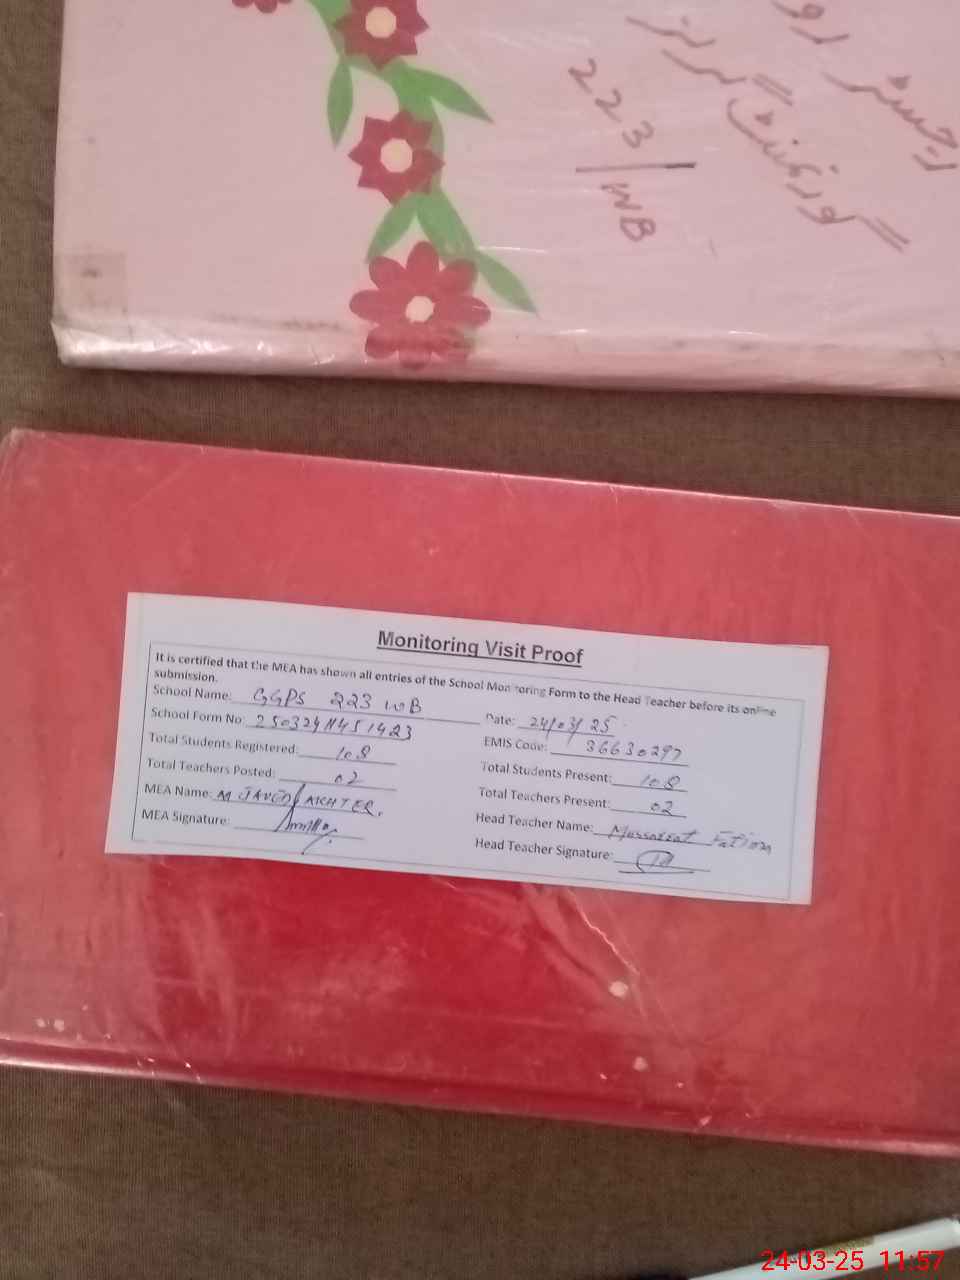 رجسٹر
گورنمنٹ گرلز
223/WB
Monitoring Visit Proof
It is certified that the MEA has shown all entries of the School Monitoring Form to the Head Teacher before its online
submission.
School Name: GGPS 223 WB
Date: 24/03/25
School Form No: 25032411451423
EMIS Code: 36630297
Total Students Registered: 108
Total Students Present: 108
Total Teachers Posted: 02
Total Teachers Present: 02
MEA Name: M JAVED AKHTER.
Head Teacher Name: Mussarrat Fatima
MEA Signature:
Head Teacher Signature:
24-03-25 11:57